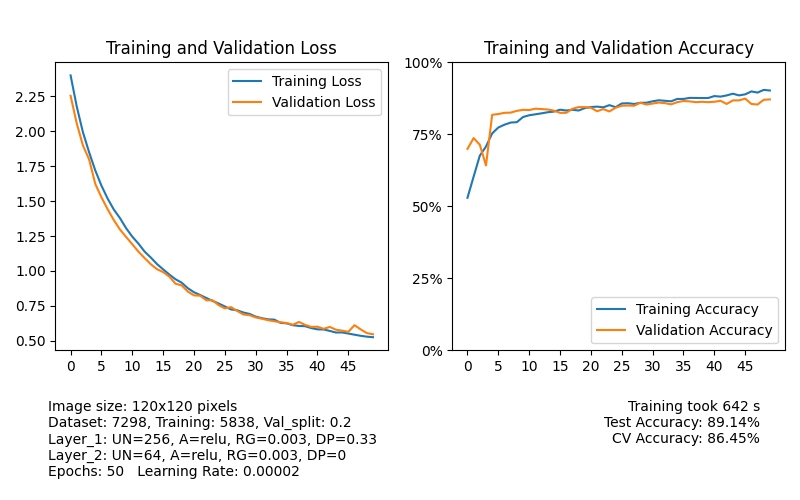 Training and Validation Loss
Training Loss
Validation Loss
2.25
2.00
1.75
1.50
1.25
1.00
0.75
0.50
0 5 10 15 20 25 30 35 40 45
Training and Validation Accuracy
100%
75%
50%
25%
0%
Training Accuracy
Validation Accuracy
0 5 10 15 20 25 30 35 40 45
Image size: 120x120 pixels
Dataset: 7298, Training: 5838, Val_split: 0.2
Layer_1: UN=256, A=relu, RG=0.003, DP=0.33
Layer_2: UN=64, A=relu, RG=0.003, DP=0
Epochs: 50   Learning Rate: 0.00002
Training took 642 s
Test Accuracy: 89.14%
CV Accuracy: 86.45%